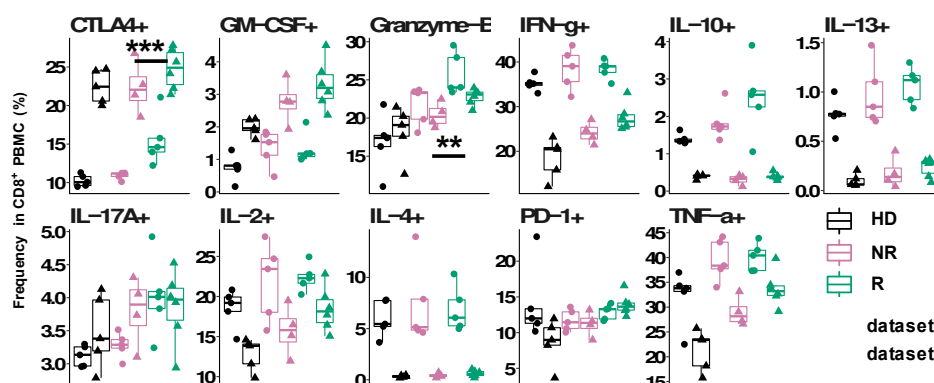 CTLA4+ GM-CSF+ Granzyme-B IFN-g+ IL-10+ IL-13+
*** **
25 20 15 10
4 3 2 1 0
30 25 20 15
40 30 20
4 3 2 1 0
1.5 1.0 0.5 0.0
Frequency in CD8+ PBMC (%)
IL-17A+ IL-2+ IL-4+ PD-1+ TNF-a+
5.0 4.5 4.0 3.5 3.0
30 20 10
15 10 5 0
25 20 15 10 5
45 40 35 30 25 20 15
HD
NR
R
dataset
dataset